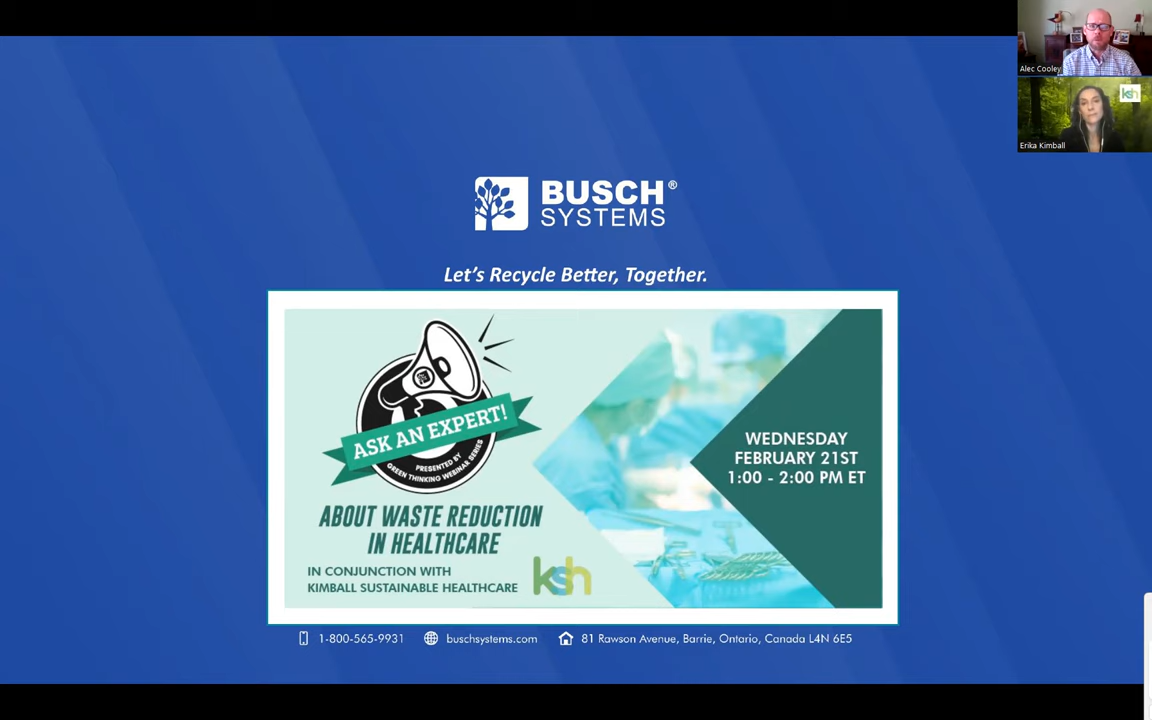 Alec Cooley
ksh
Erika Kimball
BUSCH®
SYSTEMS
Let's Recycle Better, Together.
ASK AN EXPERT!
PRESENTED BY
GREEN THINKING WEBINAR SERIES
ABOUT WASTE REDUCTION
IN HEALTHCARE
IN CONJUNCTION WITH
KIMBALL SUSTAINABLE HEALTHCARE
ksh
WEDNESDAY
FEBRUARY 21ST
1:00 - 2:00 PM ET
1-800-565-9931
buschsystems.com
81 Rawson Avenue, Barrie, Ontario, Canada L4N 6E5